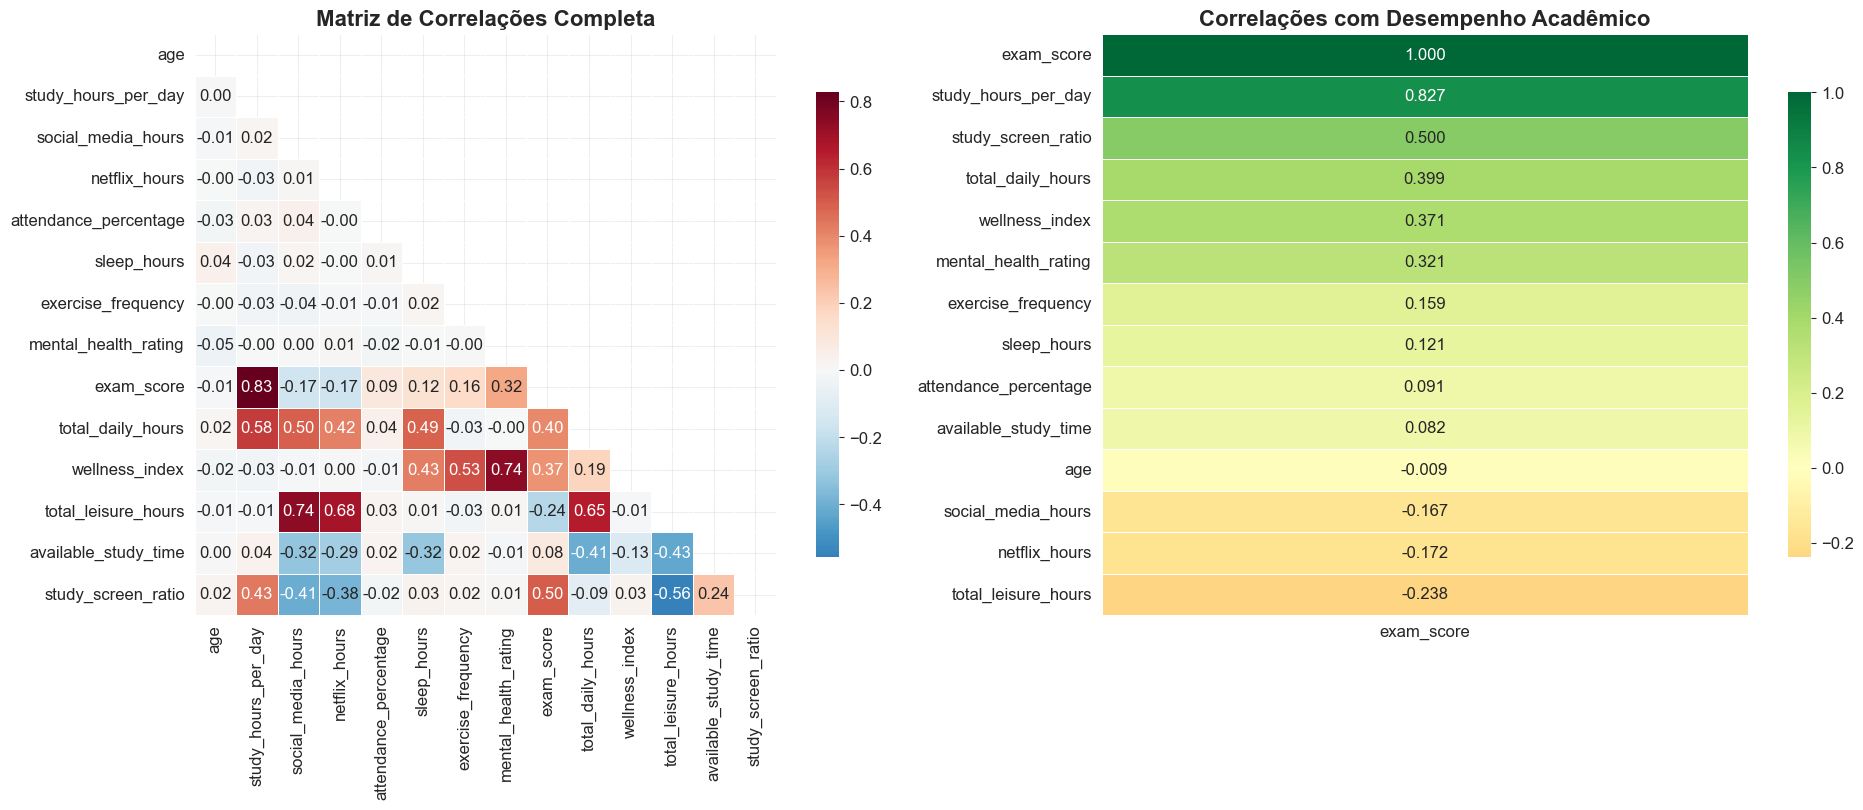 Matriz de Correlações Completa
age
study_hours_per_day 0.00
social_media_hours -0.01 0.02
netflix_hours -0.00 -0.03 0.01
attendance_percentage -0.03 0.03 0.04 -0.00
sleep_hours 0.04 -0.03 0.02 -0.00 0.01
exercise_frequency -0.00 -0.03 -0.04 -0.01 -0.01 0.02
mental_health_rating -0.05 -0.00 0.00 0.01 -0.02 -0.01 -0.00
exam_score -0.01 0.83 -0.17 -0.17 0.09 0.12 0.16 0.32
total_daily_hours 0.02 0.58 0.50 0.42 0.04 0.49 -0.03 -0.00 0.40
wellness_index -0.02 -0.03 -0.01 0.00 -0.01 0.43 0.53 0.74 0.37 0.19
total_leisure_hours -0.01 -0.01 0.74 0.68 0.03 0.01 -0.03 0.01 -0.24 0.65 -0.01
available_study_time 0.00 0.04 -0.32 -0.29 0.02 -0.32 0.02 -0.01 0.08 -0.41 -0.13 -0.43
study_screen_ratio 0.02 0.43 -0.41 -0.38 -0.02 0.03 0.02 0.01 0.50 -0.09 0.03 -0.56 0.24
age
study_hours_per_day
social_media_hours
netflix_hours
attendance_percentage
sleep_hours
exercise_frequency
mental_health_rating
exam_score
total_daily_hours
wellness_index
total_leisure_hours
available_study_time
study_screen_ratio
0.8
0.6
0.4
0.2
0.0
−0.2
−0.4
Correlações com Desempenho Acadêmico
exam_score 1.000
study_hours_per_day 0.827
study_screen_ratio 0.500
total_daily_hours 0.399
wellness_index 0.371
mental_health_rating 0.321
exercise_frequency 0.159
sleep_hours 0.121
attendance_percentage 0.091
available_study_time 0.082
age -0.009
social_media_hours -0.167
netflix_hours -0.172
total_leisure_hours -0.238
exam_score
1.0
0.8
0.6
0.4
0.2
0.0
−0.2